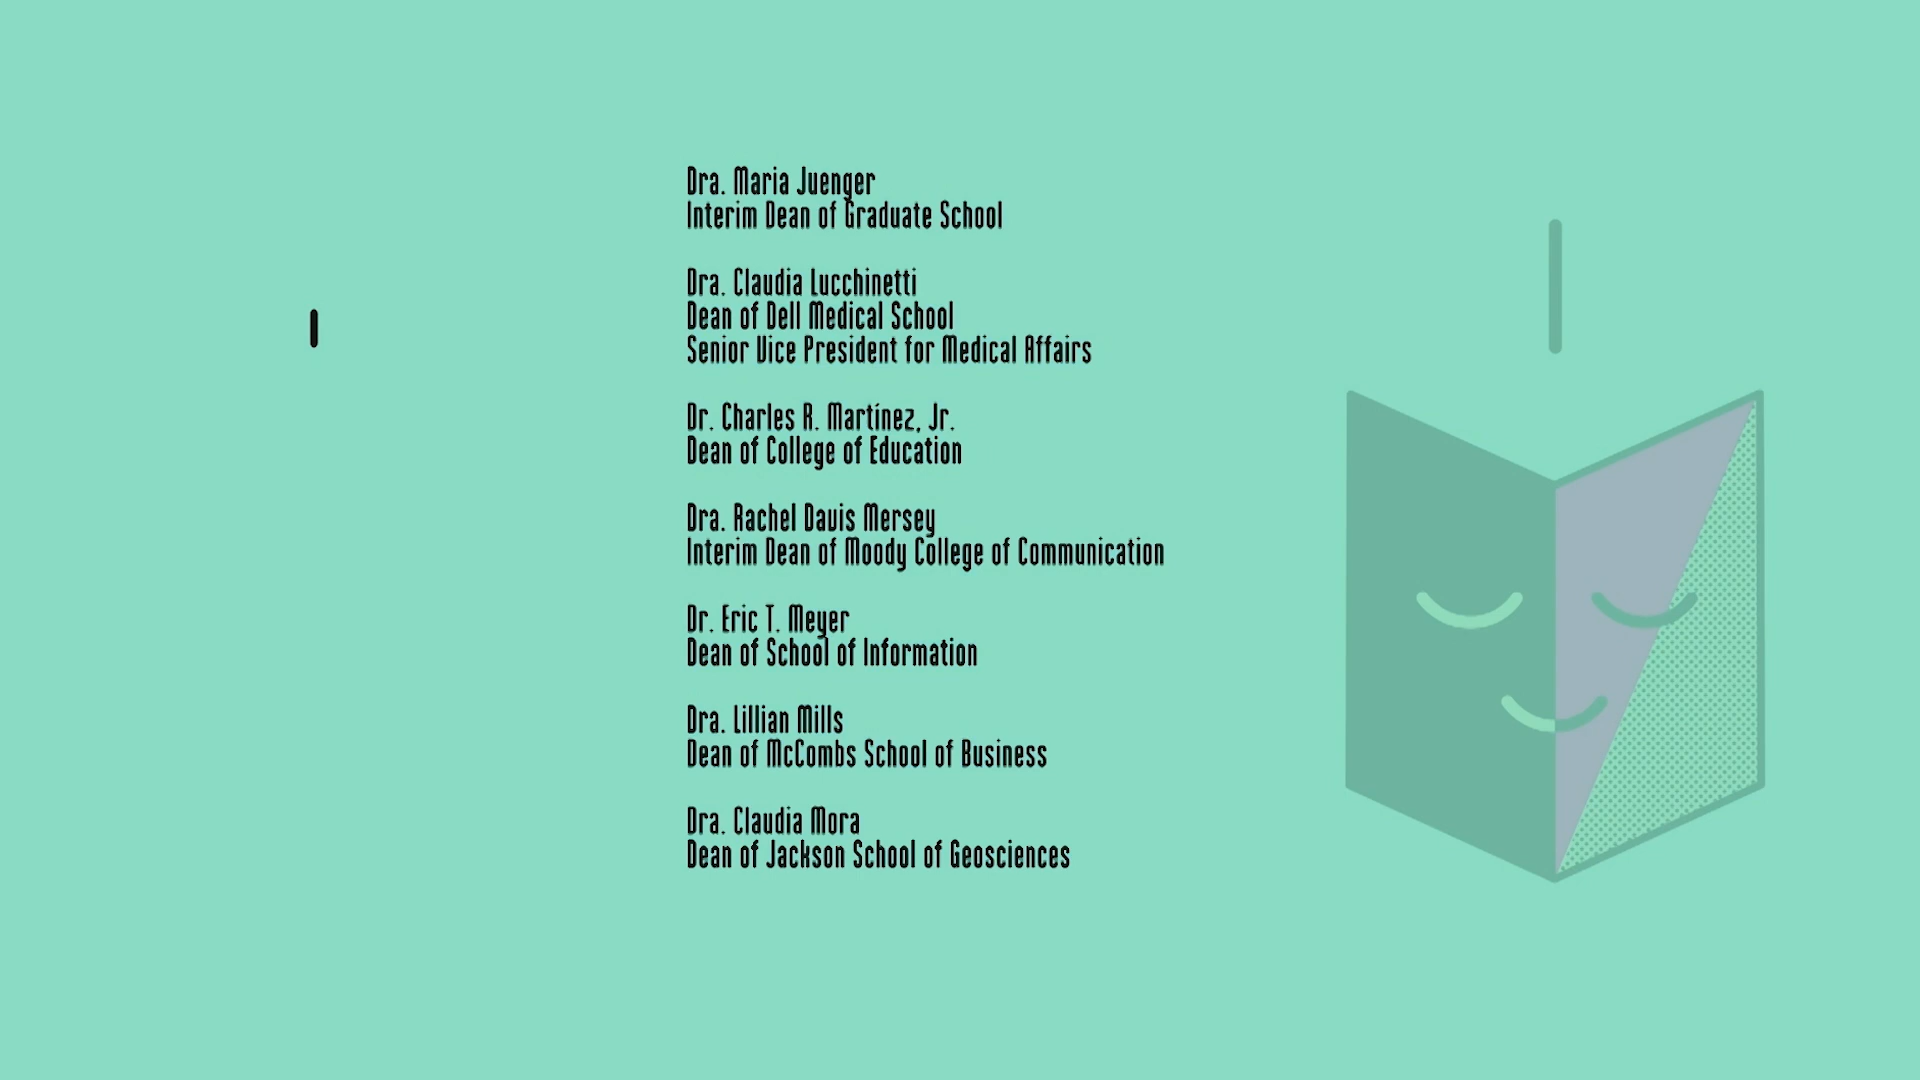 Dra. Maria Juenger
Interim Dean of Graduate School
Dra. Claudia Lucchinetti
Dean of Dell Medical School
Senior Vice President for Medical Affairs
Dr. Charles R. Martínez, Jr.
Dean of College of Education
Dra. Rachel Davis Mersey
Interim Dean of Moody College of Communication
Dr. Eric T. Meyer
Dean of School of Information
Dra. Lillian Mills
Dean of McCombs School of Business
Dra. Claudia Mora
Dean of Jackson School of Geosciences